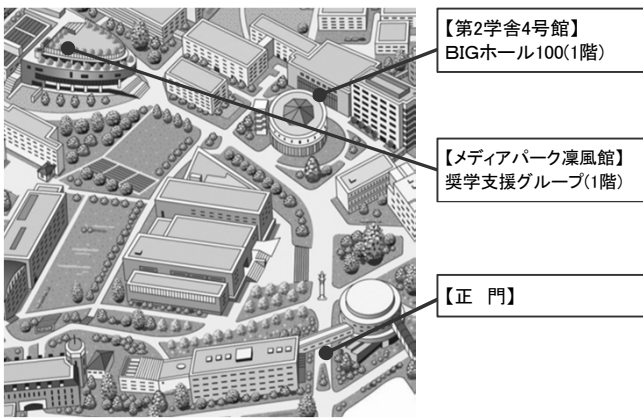 【第2学舎4号館】
BIGホール100(1階)
【メディアパーク凜風館】
奨学支援グループ(1階)
【正　門】